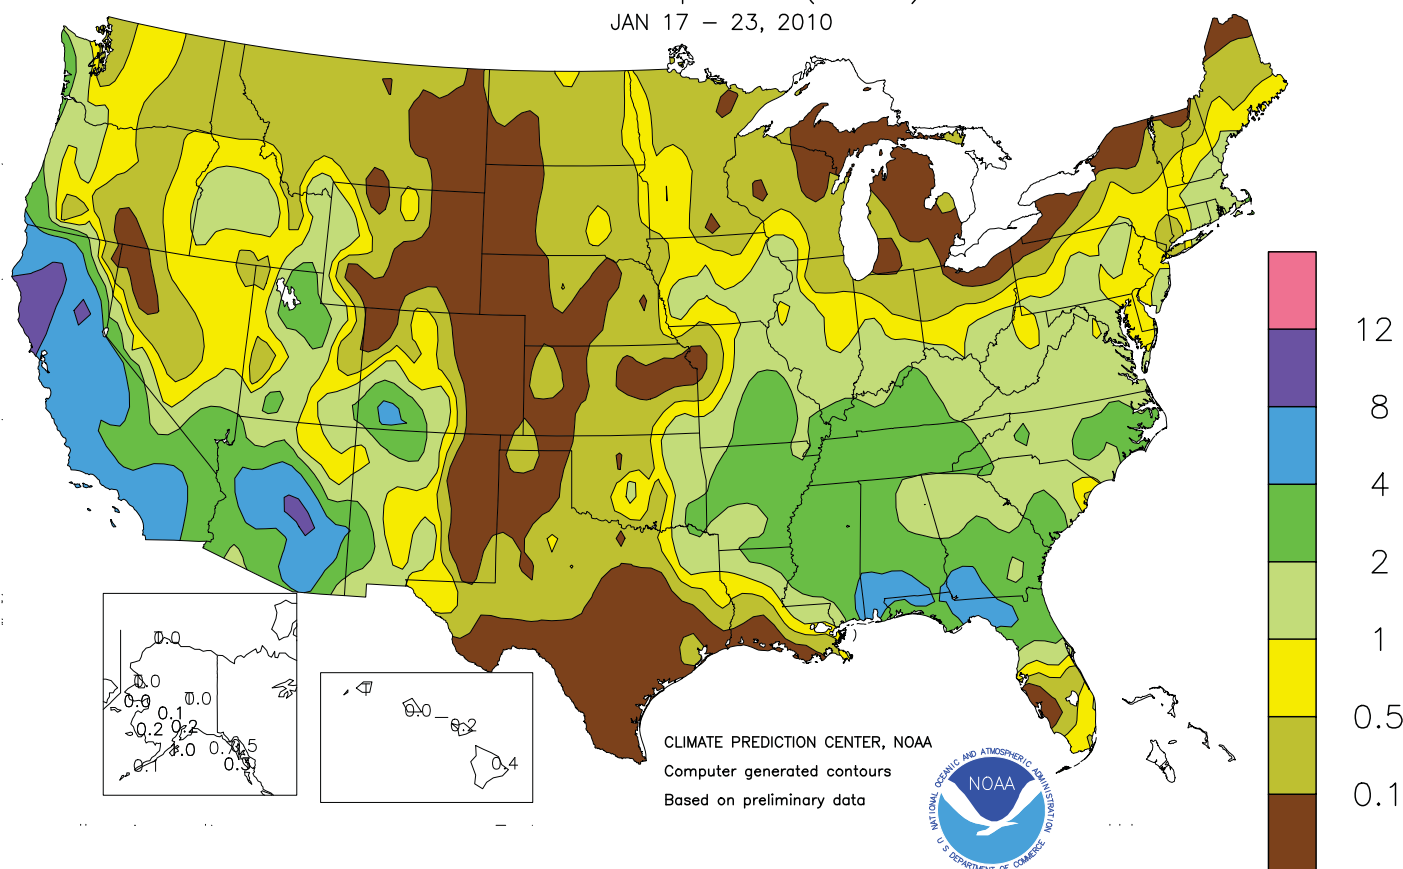 JAN 17 – 23, 2010
12
8
4
2
1
0.5
0.1
0.0
0.0
0.0
0.0
0.1
0.2
0.2
1.0
0.1
0.0
0.2
0.4
CLIMATE PREDICTION CENTER, NOAA
Computer generated contours
Based on preliminary data
NATIONAL OCEANIC AND ATMOSPHERIC ADMINISTRATION
NOAA
U S DEPARTMENT OF COMMERCE